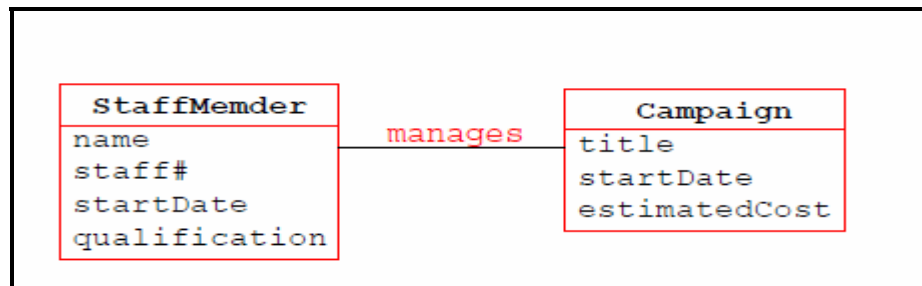 StaffMemder
name
staff#
startDate
qualification
manages
Campaign
title
startDate
estimatedCost